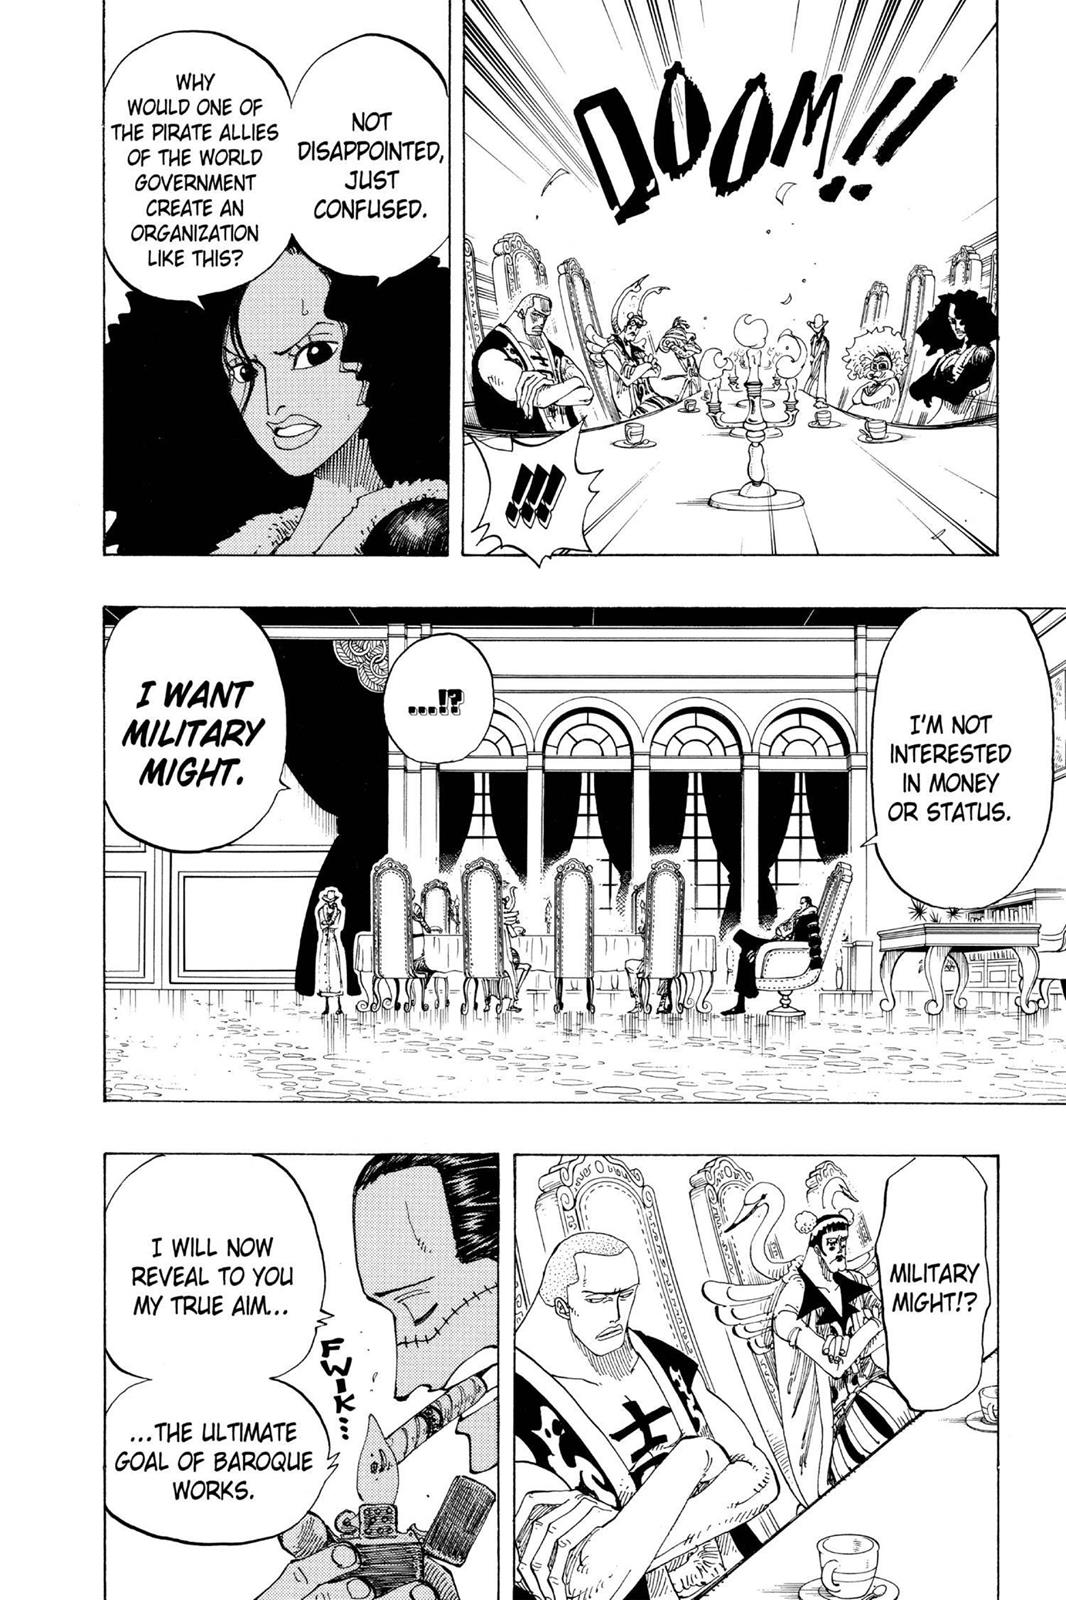 DOOM!!
!!!!
NOT
DISAPPOINTED,
JUST
CONFUSED.
WHY
WOULD ONE OF
THE PIRATE ALLIES
OF THE WORLD
GOVERNMENT
CREATE AN
ORGANIZATION
LIKE THIS?
I'M NOT
INTERESTED
IN MONEY
OR STATUS.
....!?
I WANT
MILITARY
MIGHT.
MILITARY
MIGHT!?
士
I WILL NOW
REVEAL TO YOU
MY TRUE AIM...
FWIK...
...THE ULTIMATE
GOAL OF BAROQUE
WORKS.